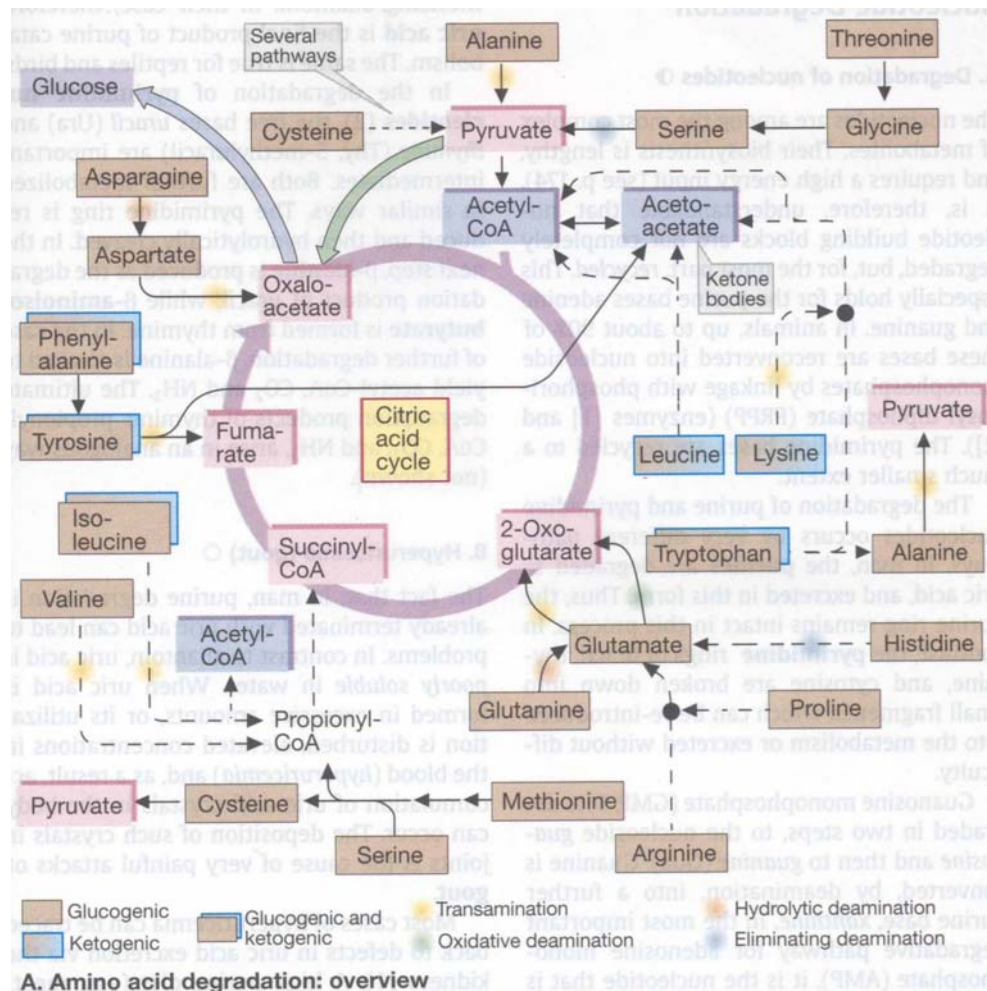 Several
pathways
Alanine
Threonine
Glucose
Cysteine
Pyruvate
Serine
Glycine
Asparagine
Acetyl-
CoA
Aceto-
acetate
Aspartate
Oxalo-
acetate
Ketone
bodies
Phenyl-
alanine
Tyrosine
Fuma-
rate
Citric
acid
cycle
Pyruvate
Leucine
Lysine
Iso-
leucine
Succinyl-
CoA
2-Oxo-
glutarate
Tryptophan
Alanine
Valine
Acetyl-
CoA
Glutamate
Histidine
Propionyl-
CoA
Glutamine
Proline
Pyruvate
Cysteine
Methionine
Serine
Arginine
Glucogenic
Ketogenic
Glucogenic and
ketogenic
Transamination
Oxidative deamination
Hydrolytic deamination
Eliminating deamination
A. Amino acid degradation: overview